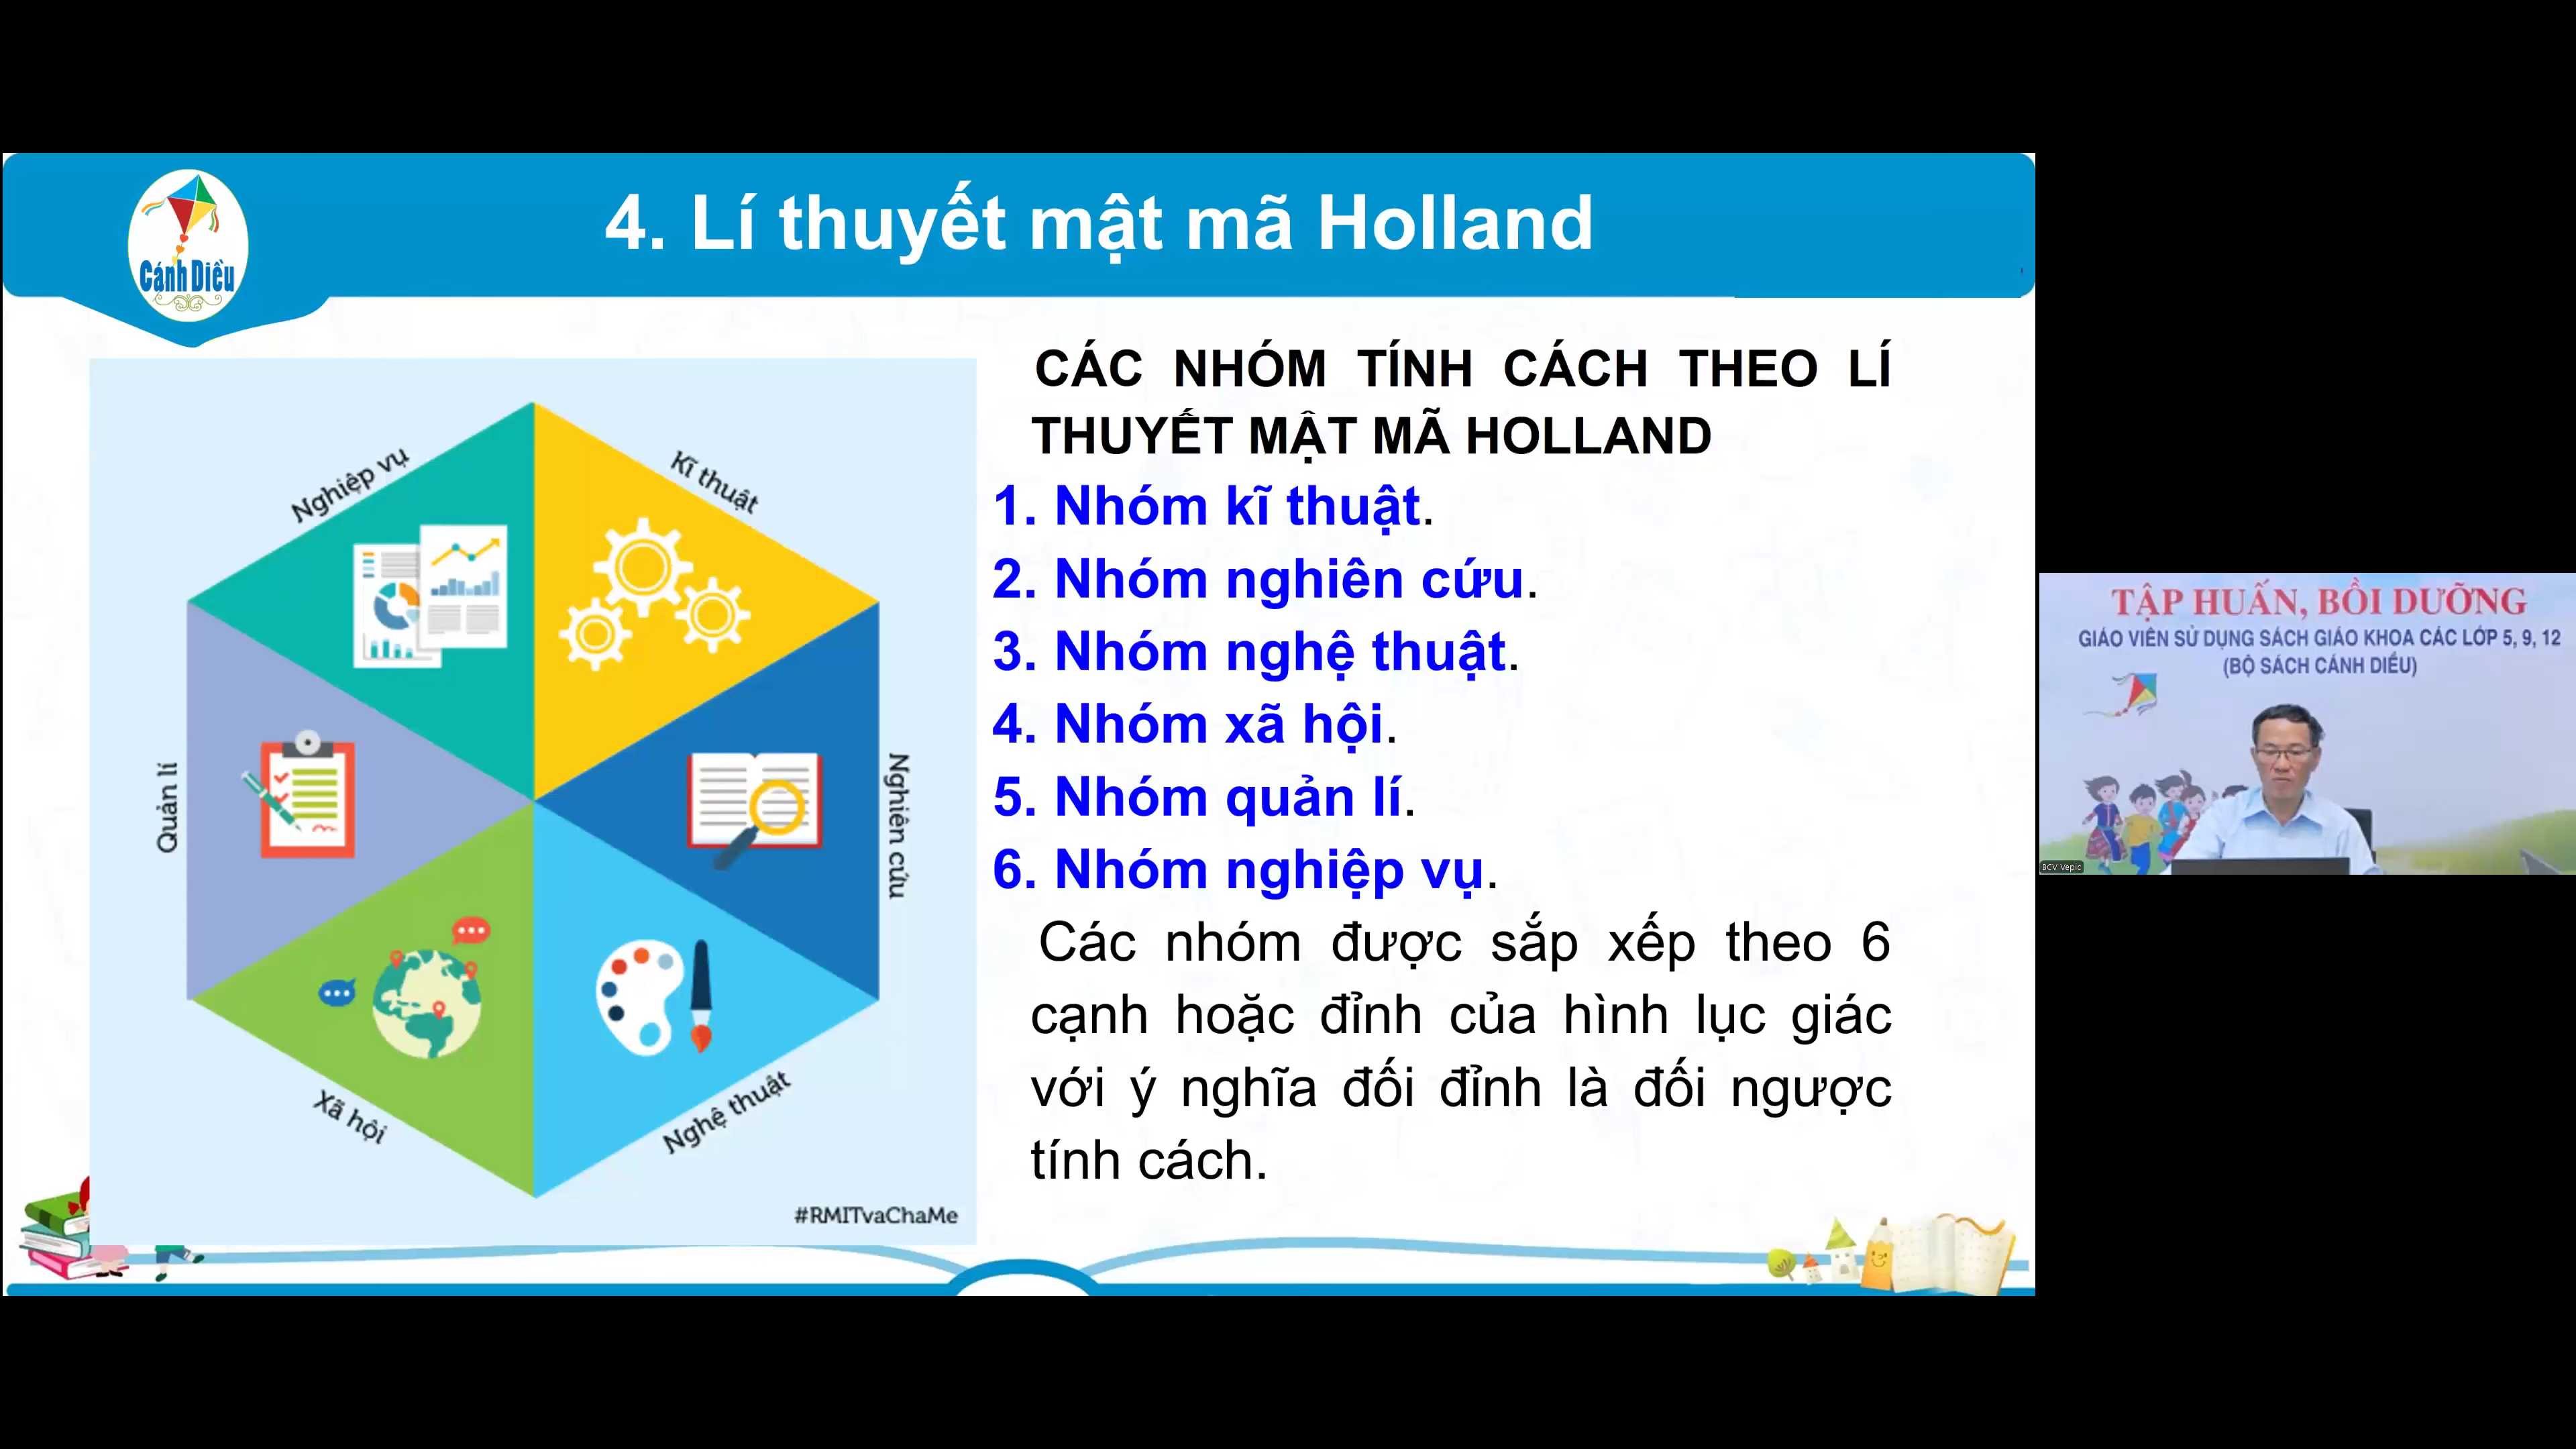 4. Lí thuyết mật mã Holland
Cánh Diều
CÁC NHÓM TÍNH CÁCH THEO LÍ
THUYẾT MẬT MÃ HOLLAND
1. Nhóm kĩ thuật.
2. Nhóm nghiên cứu.
3. Nhóm nghệ thuật.
4. Nhóm xã hội.
5. Nhóm quản lí.
6. Nhóm nghiệp vụ.
Các nhóm được sắp xếp theo 6
cạnh hoặc đỉnh của hình lục giác
với ý nghĩa đối đỉnh là đối ngược
tính cách.
Nghiệp vụ
Kĩ thuật
Quản lí
Nghiên cứu
Xã hội
Nghệ thuật
#RMITvaChaMe
TẬP HUẤN, BỒI DƯỠNG
GIÁO VIÊN SỬ DỤNG SÁCH GIÁO KHOA CÁC LỚP 5, 9, 12
(BỘ SÁCH CÁNH DIỀU)
BCV Vepic